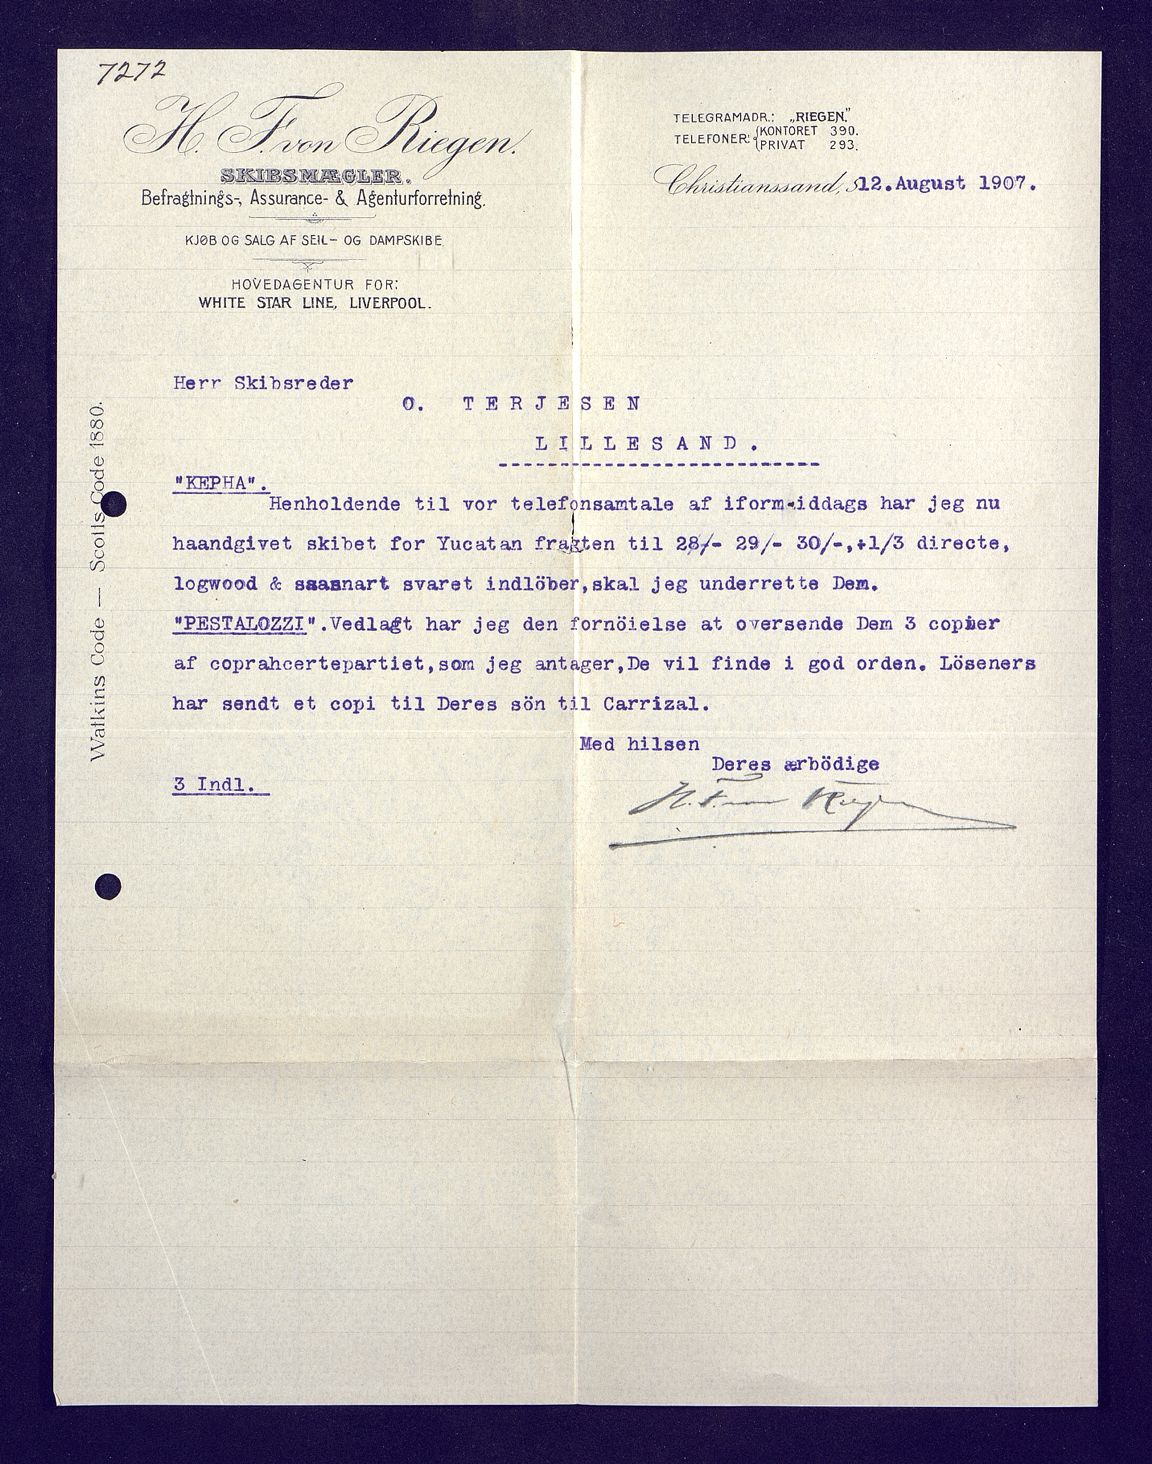 7272
H. F. von Riegen.
SKIBSMÆGLER.
Befragtnings-, Assurance- & Agenturforretning.
KJØB OG SALG AF SEIL- OG DAMPSKIBE
HOVEDAGENTUR FOR:
WHITE STAR LINE, LIVERPOOL.
TELEGRAMADR.: „RIEGEN."
TELEFONER: KONTORET 390.
PRIVAT 293.
Christianssand, 12.August 1907.
Watkins Code — Scotts Code 1880.
Herr Skibsreder
O. TERJESEN
LILLESAND.
"KEPHA".
Henholdende til vor telefonsamtale af iformiddags har jeg nu
haandgivet skibet for Yucatan fragten til 28/- 29/- 30/-,+1/3 directe,
logwood & saasnart svaret indlöber,skal jeg underrette Dem.
"PESTALOZZI".Vedlagt har jeg den fornöielse at oversende Dem 3 copier
af coprahcertepartiet,som jeg antager,De vil finde i god orden. Löseners
har sendt et copi til Deres sön til Carrizal.
Med hilsen
Deres ærbödige
3 Indl.
H. F. von Riegen